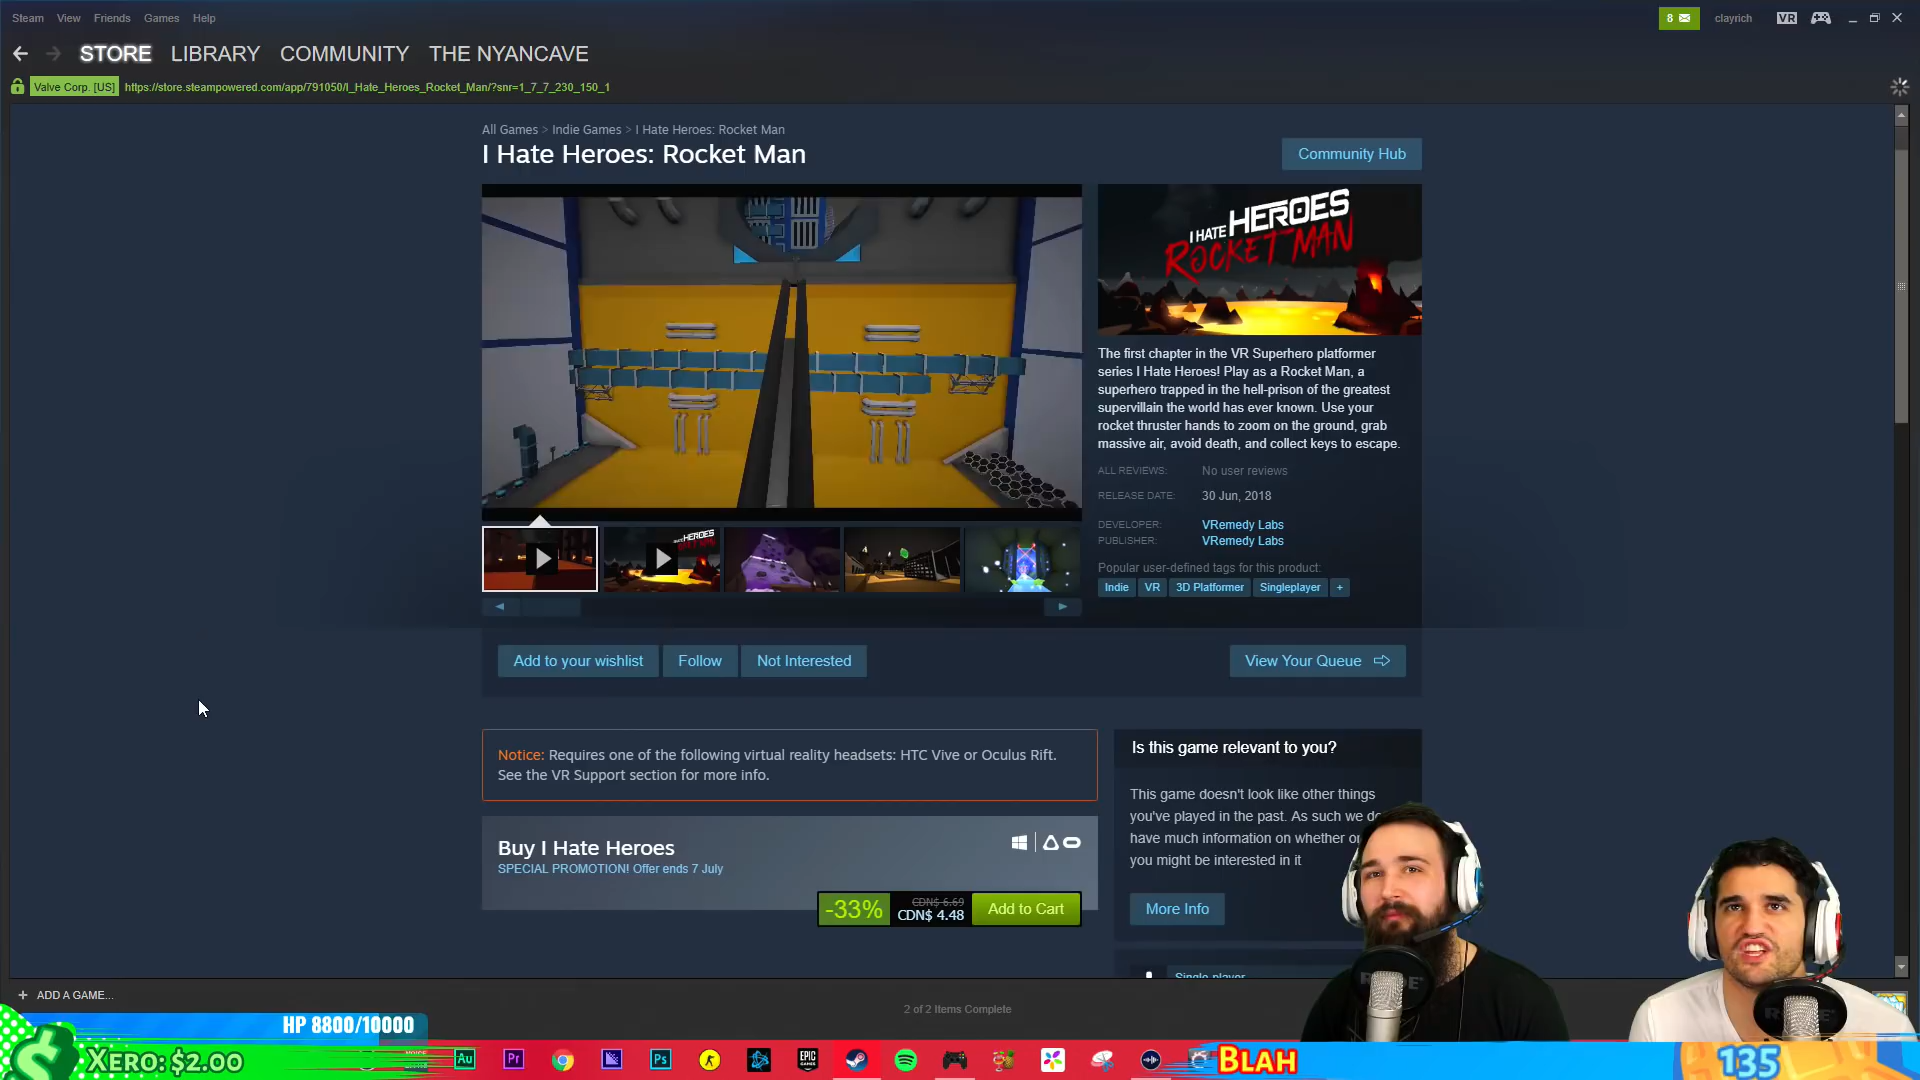 Steam View Friends Games Help
8 clayrich VR
STORE LIBRARY COMMUNITY THE NYANCAVE
Valve Corp. [US] https://store.steampowered.com/app/791050/I_Hate_Heroes_Rocket_Man/?snr=1_7_7_230_150_1
All Games > Indie Games > I Hate Heroes: Rocket Man
I Hate Heroes: Rocket Man
Community Hub
I HATE HEROES
ROCKET MAN
The first chapter in the VR Superhero platformer
series I Hate Heroes! Play as a Rocket Man, a
superhero trapped in the hell-prison of the greatest
supervillain the world has ever known. Use your
rocket thruster hands to zoom on the ground, grab
massive air, avoid death, and collect keys to escape.
ALL REVIEWS: No user reviews
RELEASE DATE: 30 Jun, 2018
DEVELOPER: VRemedy Labs
PUBLISHER: VRemedy Labs
Popular user-defined tags for this product:
Indie VR 3D Platformer Singleplayer +
Add to your wishlist Follow Not Interested View Your Queue
Notice: Requires one of the following virtual reality headsets: HTC Vive or Oculus Rift.
See the VR Support section for more info.
Is this game relevant to you?
This game doesn't look like other things
you've played in the past. As such we do
have much information on whether or
you might be interested in it
More Info
Buy I Hate Heroes
SPECIAL PROMOTION! Offer ends 7 July
-33% CDN$ 6.69
CDN$ 4.48
Add to Cart
Single-player
+ ADD A GAME...
2 of 2 Items Complete
HP 8800/10000
XERO: $2.00
Au Pr Ps EPIC GAMES
BLAH
135
RODE